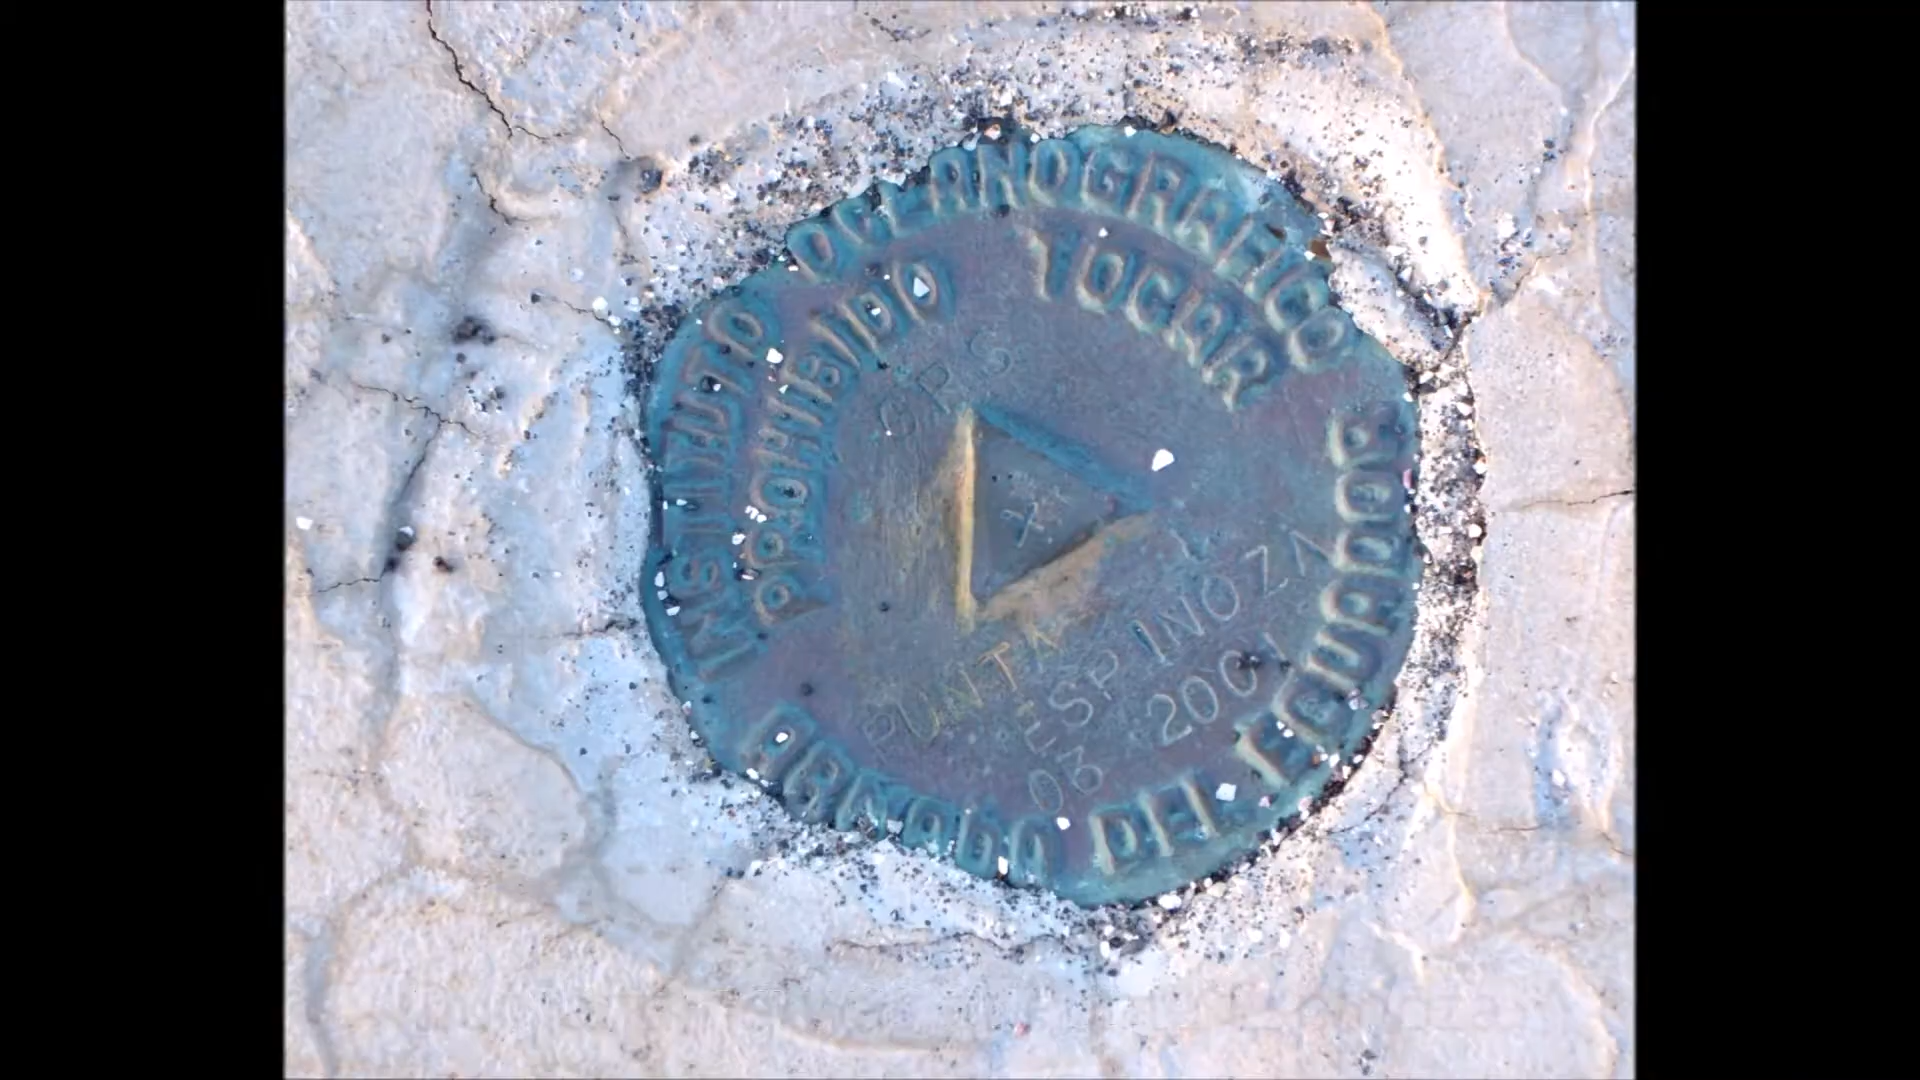 INSTITUTO OCEANOGRAFICO
PROHIBIDO TOCAR
GPS
PUNTA
ESPINOZA
03 2001
ARMADA DEL ECUADOR